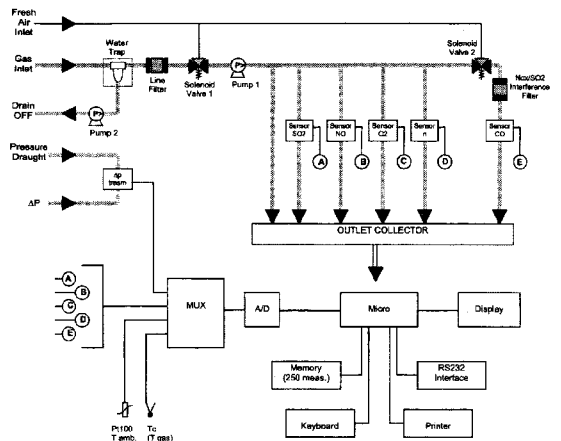 Fresh
Air
Inlet
Water
Trap
Solenoid
Valve 2
Gas
Inlet
Line
Filter
Solenoid
Valve 1
Pump 1
Nox/SO2
Interference
Filter
Drain
OFF
Pump 2
Sensor
SO2
Sensor
NO
Sensor
O2
Sensor
n
Sensor
CO
A
B
C
D
E
Pressure
Draught
ΔP
OUTLET COLLECTOR
A
B
C
D
E
MUX
A/D
Micro
Display
Memory
(250 meas.)
RS232
Interface
Keyboard
Printer
Pt100
T amb.
Tc
(T gas)